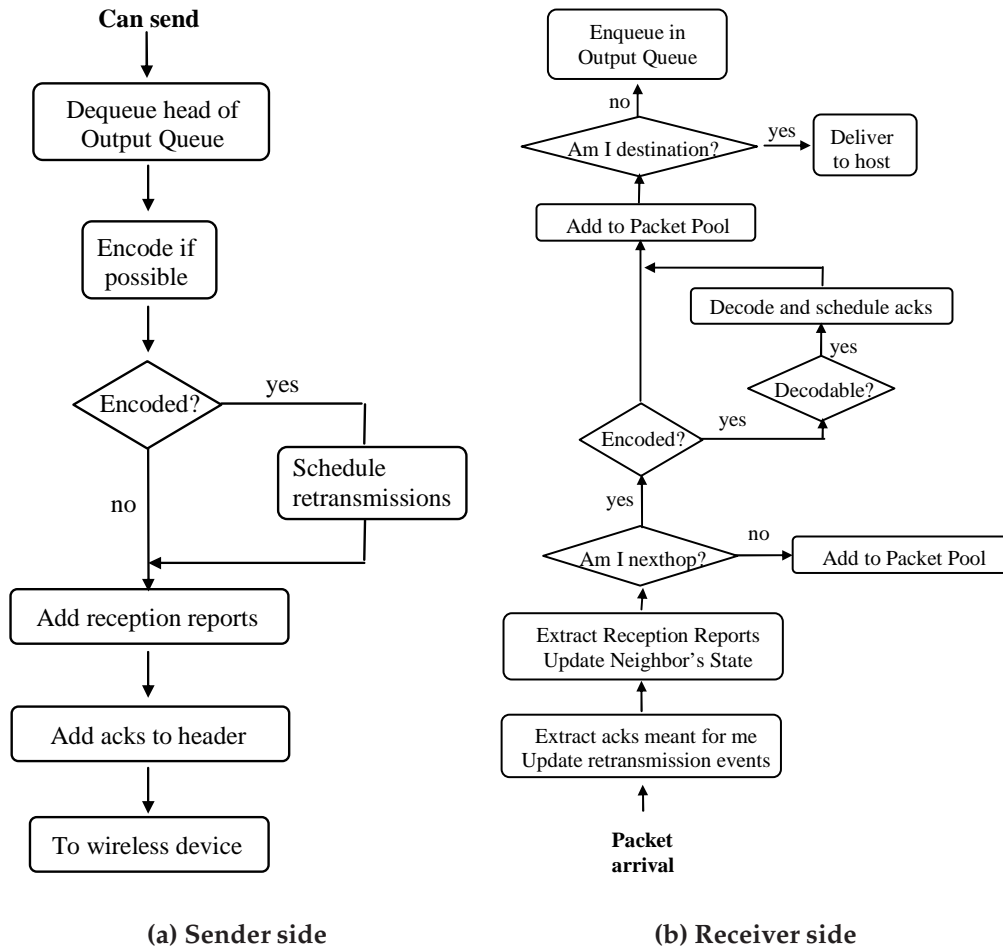 Can send
Dequeue head of
Output Queue
Encode if
possible
Encoded?
yes
no
Schedule
retransmissions
Add reception reports
Add acks to header
To wireless device
(a) Sender side
Enqueue in
Output Queue
no
Am I destination?
yes
Deliver
to host
Add to Packet Pool
Decode and schedule acks
yes
Decodable?
Encoded?
yes
yes
Am I nexthop?
no
Add to Packet Pool
Extract Reception Reports
Update Neighbor's State
Extract acks meant for me
Update retransmission events
Packet
arrival
(b) Receiver side